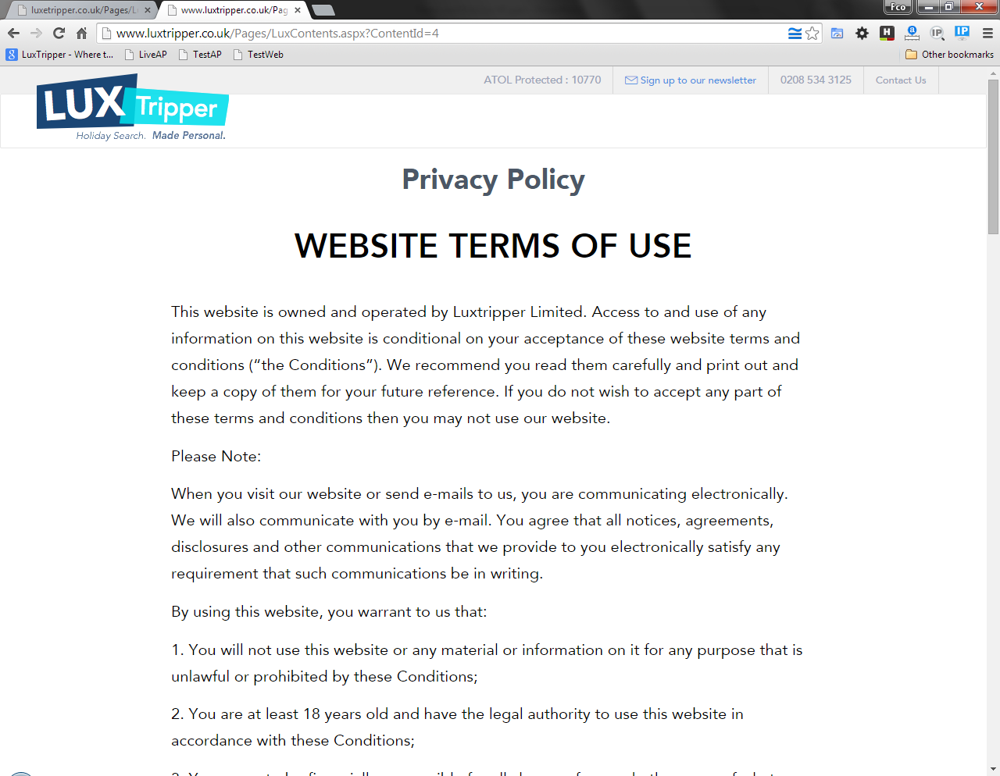 luxetripper.co.uk/Pages/L
www.luxtripper.co.uk/Pag
Fco
www.luxtripper.co.uk/Pages/LuxContents.aspx?ContentId=4
LuxTripper - Where t...
LiveAP
TestAP
TestWeb
Other bookmarks
ATOL Protected : 10770
Sign up to our newsletter
0208 534 3125
Contact Us
LUX Tripper
Holiday Search. Made Personal.
Privacy Policy
WEBSITE TERMS OF USE
This website is owned and operated by Luxtripper Limited. Access to and use of any
information on this website is conditional on your acceptance of these website terms and
conditions (“the Conditions”). We recommend you read them carefully and print out and
keep a copy of them for your future reference. If you do not wish to accept any part of
these terms and conditions then you may not use our website.
Please Note:
When you visit our website or send e-mails to us, you are communicating electronically.
We will also communicate with you by e-mail. You agree that all notices, agreements,
disclosures and other communications that we provide to you electronically satisfy any
requirement that such communications be in writing.
By using this website, you warrant to us that:
1. You will not use this website or any material or information on it for any purpose that is
unlawful or prohibited by these Conditions;
2. You are at least 18 years old and have the legal authority to use this website in
accordance with these Conditions;